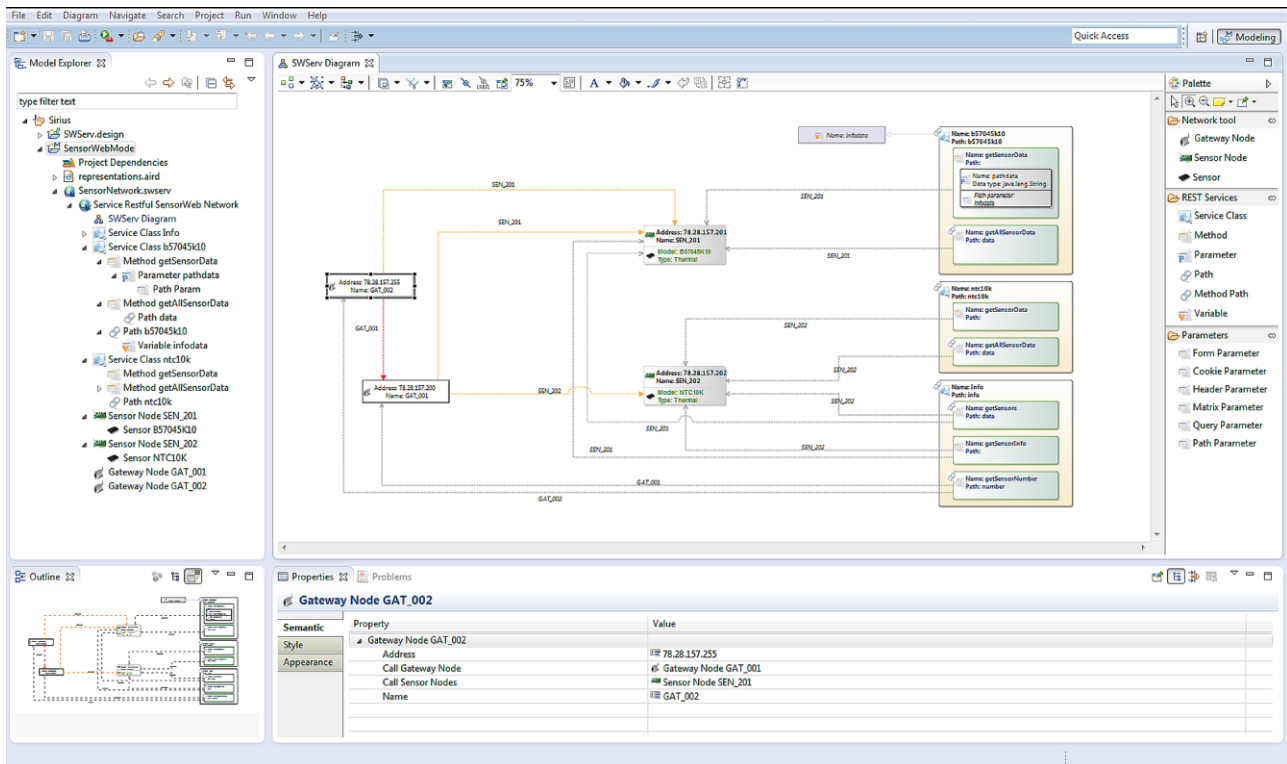 File Edit Diagram Navigate Search Project Run Window Help
Quick Access
Modeling
Model Explorer
type filter text
Sirius
SWServ.design
SensorWebMode
Project Dependencies
representations.aird
SensorNetwork.swserv
Service Restful SensorWeb Network
SWServ Diagram
Service Class Info
Service Class b57045k10
Method getSensorData
Parameter pathdata
Path Param
Method getAllSensorData
Path data
Path b57045k10
Variable infodata
Service Class ntc10k
Method getSensorData
Method getAllSensorData
Path ntc10k
Sensor Node SEN_201
Sensor B57045K10
Sensor Node SEN_202
Sensor NTC10K
Gateway Node GAT_001
Gateway Node GAT_002
SWServ Diagram
75%
Name: Infodata
Name: b57045k10
Path: b57045k10
Name: getSensorData
Path:
Name: pathdata
Data type: java.lang.String
Path parameter:
Infodata
Name: getAllSensorData
Path: data
SEN_201
SEN_201
SEN_201
SEN_201
Address: 78.28.157.201
Name: SEN_201
Model: B57045K10
Type: Thermal
Address: 78.28.157.255
Name: GAT_002
GAT_001
Name: ntc10k
Path: ntc10k
Name: getSensorData
Path:
Name: getAllSensorData
Path: data
SEN_202
SEN_202
Address: 78.28.157.202
Name: SEN_202
Model: NTC10K
Type: Thermal
Address: 78.28.157.200
Name: GAT_001
SEN_202
SEN_202
Name: Info
Path: info
Name: getSensors
Path: data
Name: getSensorInfo
Path:
Name: getSensorNumber
Path: number
SEN_201
SEN_201
SEN_202
GAT_001
GAT_002
Palette
Network tool
Gateway Node
Sensor Node
Sensor
REST Services
Service Class
Method
Parameter
Path
Method Path
Variable
Parameters
Form Parameter
Cookie Parameter
Header Parameter
Matrix Parameter
Query Parameter
Path Parameter
Outline
Properties Problems
Gateway Node GAT_002
Semantic
Style
Appearance
Property Value
Gateway Node GAT_002
Address 78.28.157.255
Call Gateway Node Gateway Node GAT_001
Call Sensor Nodes Sensor Node SEN_201
Name GAT_002